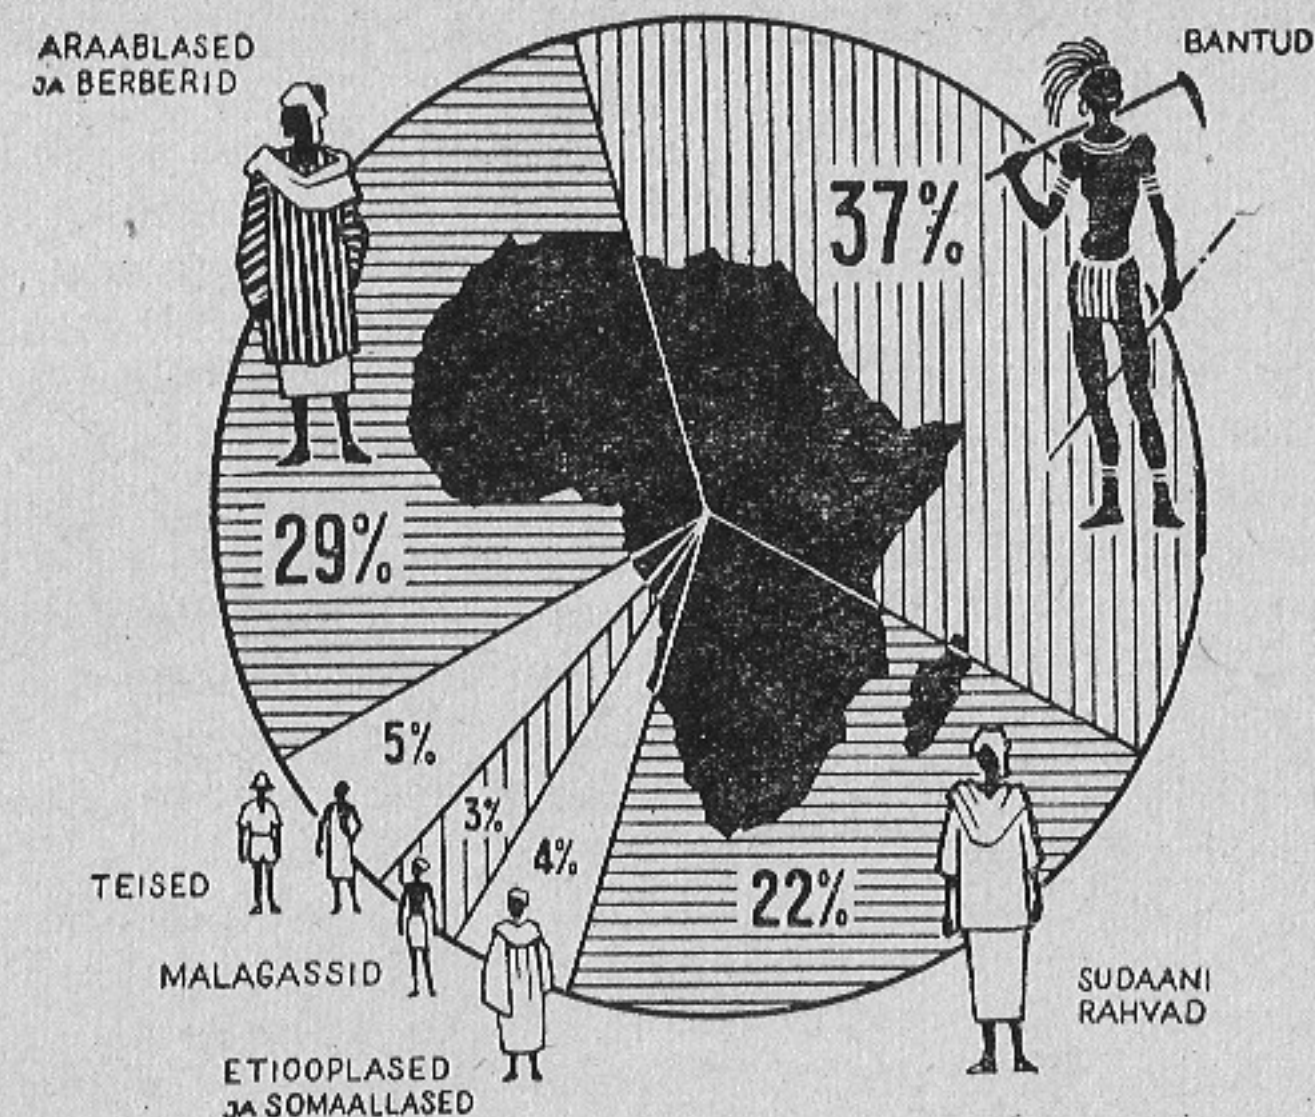 ARAABLASED
JA BERBERID
BANTUD
37%
29%
5%
3%
4%
22%
TEISED
MALAGASSID
ETIOOPLASED
JA SOMAALLASED
SUDAANI
RAHVAD